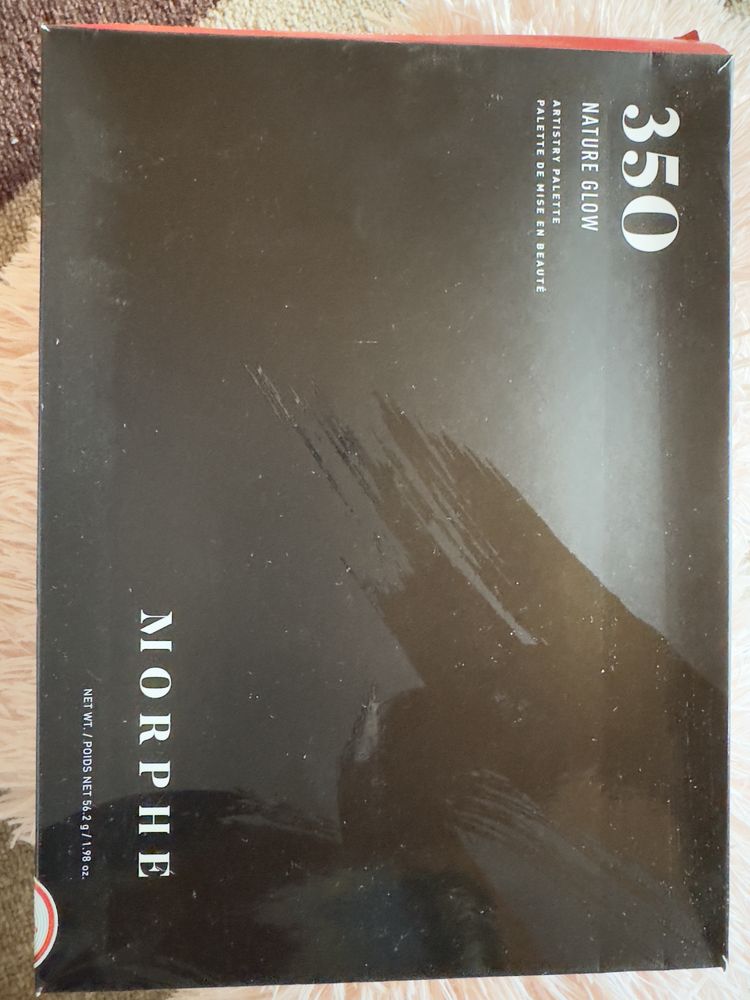 350
NATURE GLOW
ARTISTRY PALETTE
PALETTE DE MISE EN BEAUTÉ
MORPHE
NET WT. / POIDS NET 56.2 g / 1.98 oz.